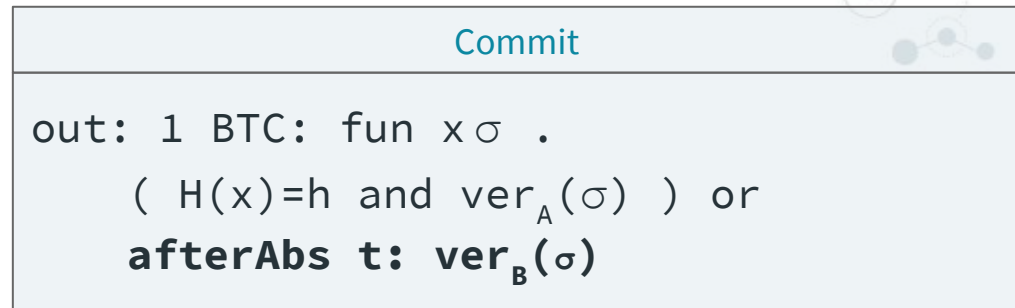 Commit
out: 1 BTC: fun x σ .
( H(x)=h and ver_A(σ) ) or
afterAbs t: ver_B(σ)